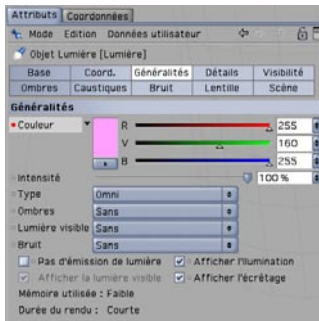 Attributs Coordonnées
Mode Edition Données utilisateur
Objet Lumière [Lumière]
Base Coord. Généralités Détails Visibilité
Ombres Caustiques Bruit Lentille Scène
Généralités
Couleur R 255
V 160
B 255
Intensité 100 %
Type Omni
Ombres Sans
Lumière visible Sans
Bruit Sans
Pas d'émission de lumière Afficher l'illumination
Afficher la lumière visible Afficher l'écrêtage
Mémoire utilisée : Faible
Durée du rendu : Courte